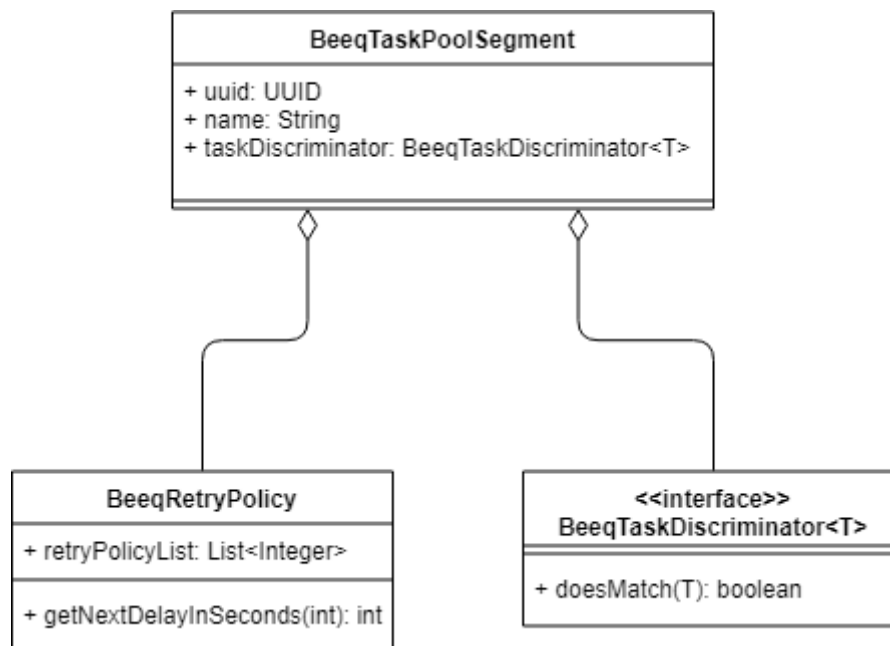 BeeqTaskPoolSegment
+ uuid: UUID
+ name: String
+ taskDiscriminator: BeeqTaskDiscriminator<T>
BeeqRetryPolicy
+ retryPolicyList: List<Integer>
+ getNextDelayInSeconds(int): int
<<interface>>
BeeqTaskDiscriminator<T>
+ doesMatch(T): boolean